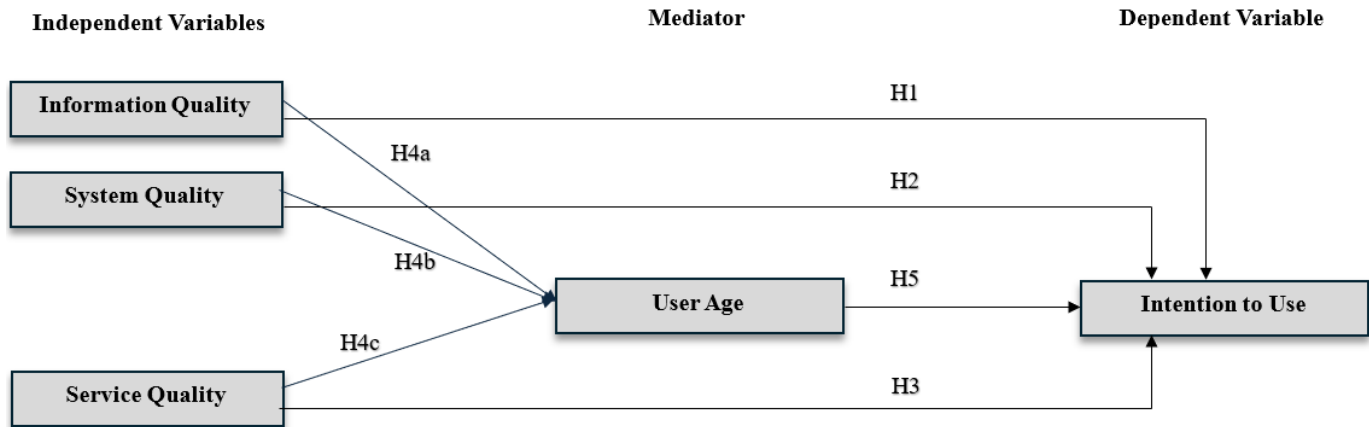 Independent Variables
Mediator
Dependent Variable
Information Quality
H1
H4a
System Quality
H2
H4b
User Age
H5
Intention to Use
H4c
Service Quality
H3